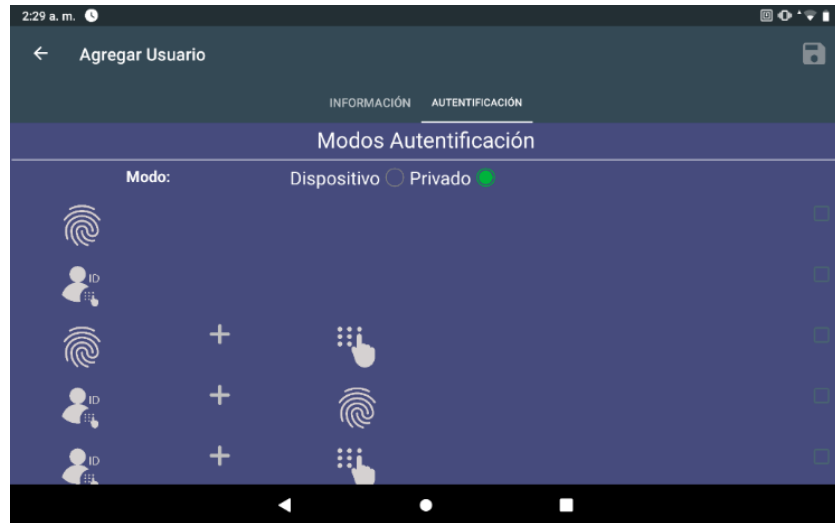 2:29 a. m.
Agregar Usuario
INFORMACIÓN AUTENTIFICACIÓN
Modos Autentificación
Modo: Dispositivo Privado
ID
ID
ID